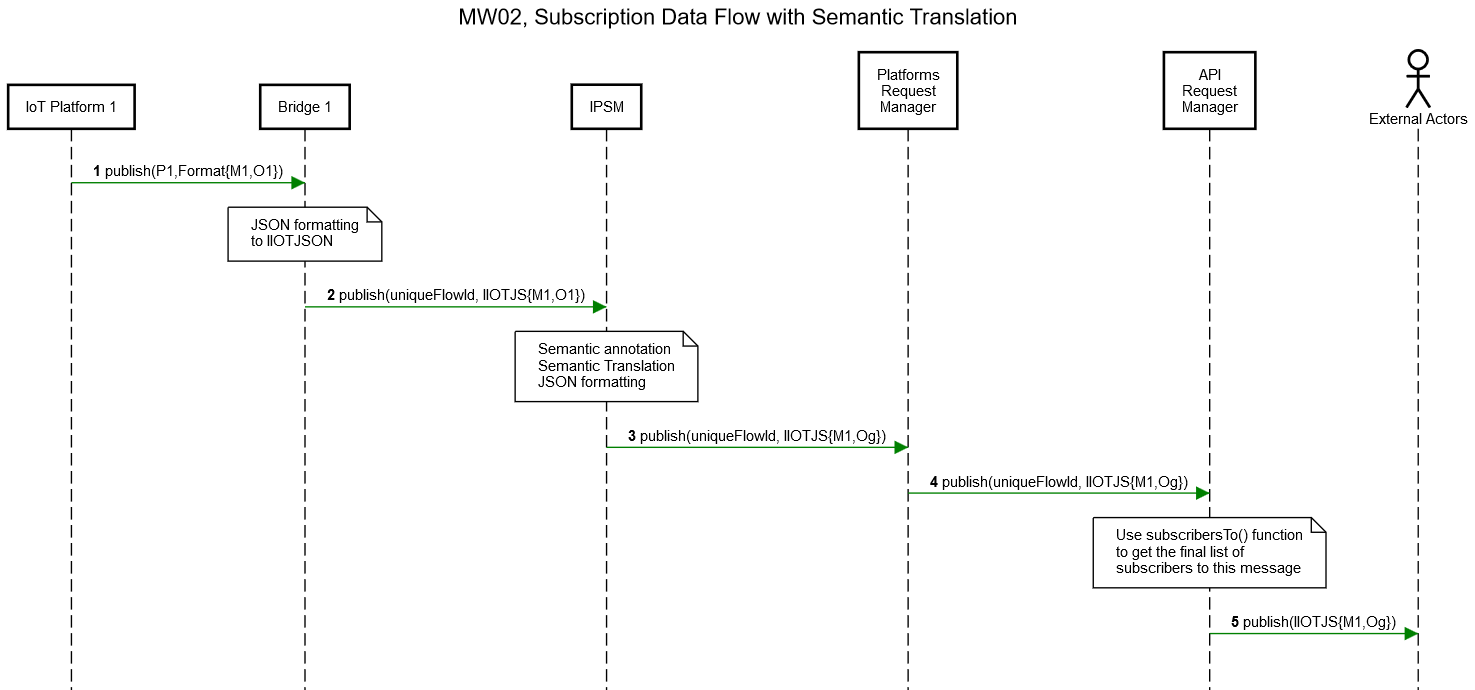 MW02, Subscription Data Flow with Semantic Translation
IoT Platform 1
Bridge 1
IPSM
Platforms
Request
Manager
API
Request
Manager
External Actors
1 publish(P1,Format{M1,O1})
JSON formatting
to IIOTJSON
2 publish(uniqueFlowId, IIOTJS{M1,O1})
Semantic annotation
Semantic Translation
JSON formatting
3 publish(uniqueFlowId, IIOTJS{M1,Og})
4 publish(uniqueFlowId, IIOTJS{M1,Og})
Use subscribersTo() function
to get the final list of
subscribers to this message
5 publish(IIOTJS{M1,Og})